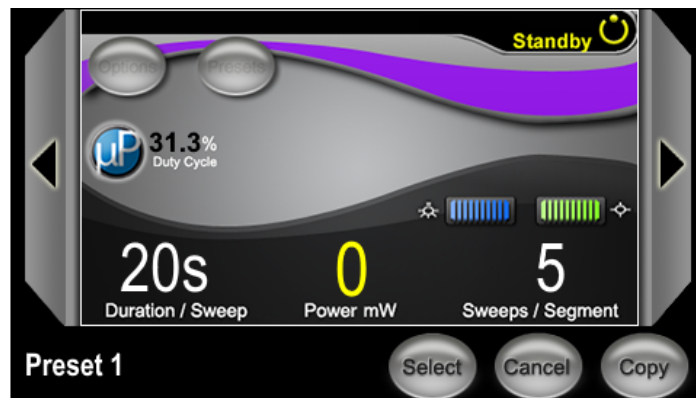 Standby
Options Presets
µP 31.3%
Duty Cycle
20s 0 5
Duration / Sweep Power mW Sweeps / Segment
Preset 1 Select Cancel Copy